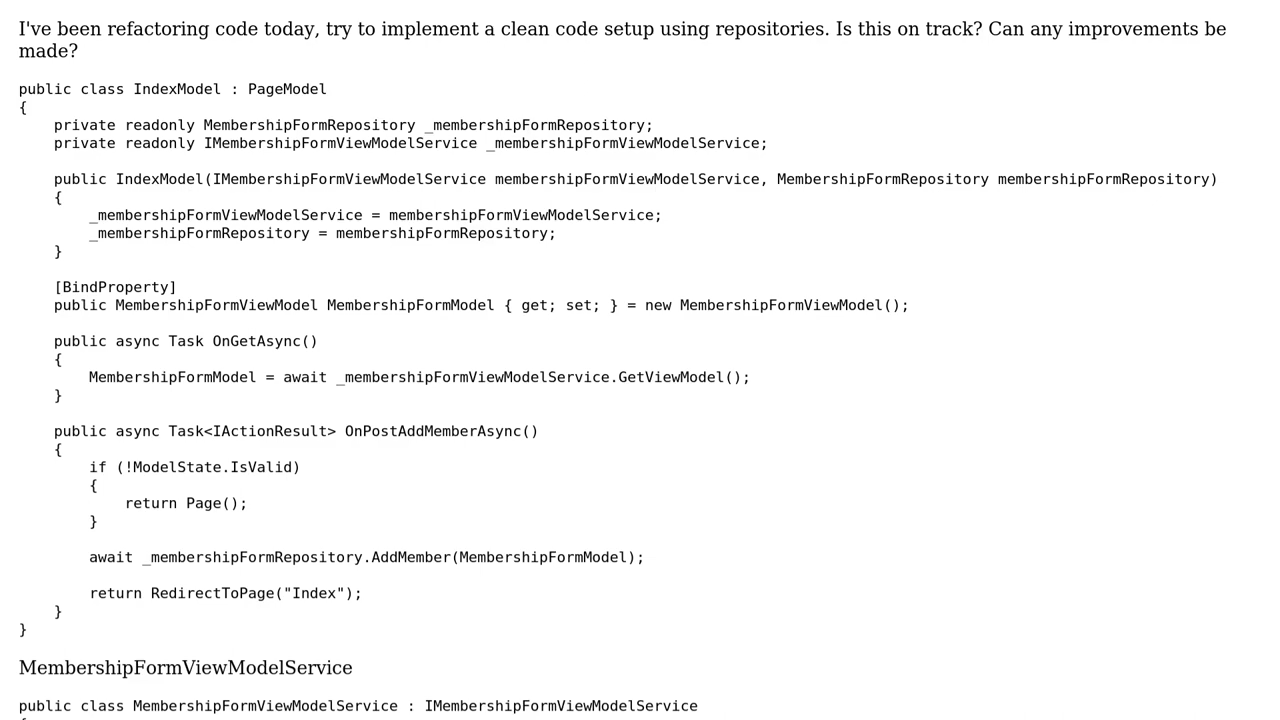 I've been refactoring code today, try to implement a clean code setup using repositories. Is this on track? Can any improvements be
made?
public class IndexModel : PageModel
{
    private readonly MembershipFormRepository _membershipFormRepository;
    private readonly IMembershipFormViewModelService _membershipFormViewModelService;

    public IndexModel(IMembershipFormViewModelService membershipFormViewModelService, MembershipFormRepository membershipFormRepository)
    {
        _membershipFormViewModelService = membershipFormViewModelService;
        _membershipFormRepository = membershipFormRepository;
    }

    [BindProperty]
    public MembershipFormViewModel MembershipFormModel { get; set; } = new MembershipFormViewModel();

    public async Task OnGetAsync()
    {
        MembershipFormModel = await _membershipFormViewModelService.GetViewModel();
    }

    public async Task<IActionResult> OnPostAddMemberAsync()
    {
        if (!ModelState.IsValid)
        {
            return Page();
        }

        await _membershipFormRepository.AddMember(MembershipFormModel);

        return RedirectToPage("Index");
    }
}
MembershipFormViewModelService
public class MembershipFormViewModelService : IMembershipFormViewModelService